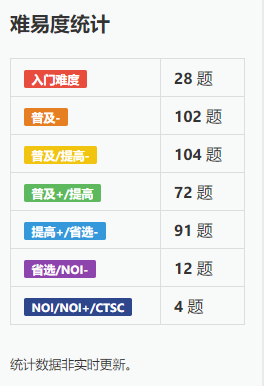 难易度统计
入门难度 28 题
普及- 102 题
普及/提高- 104 题
普及+/提高 72 题
提高+/省选- 91 题
省选/NOI- 12 题
NOI/NOI+/CTSC 4 题
统计数据非实时更新。